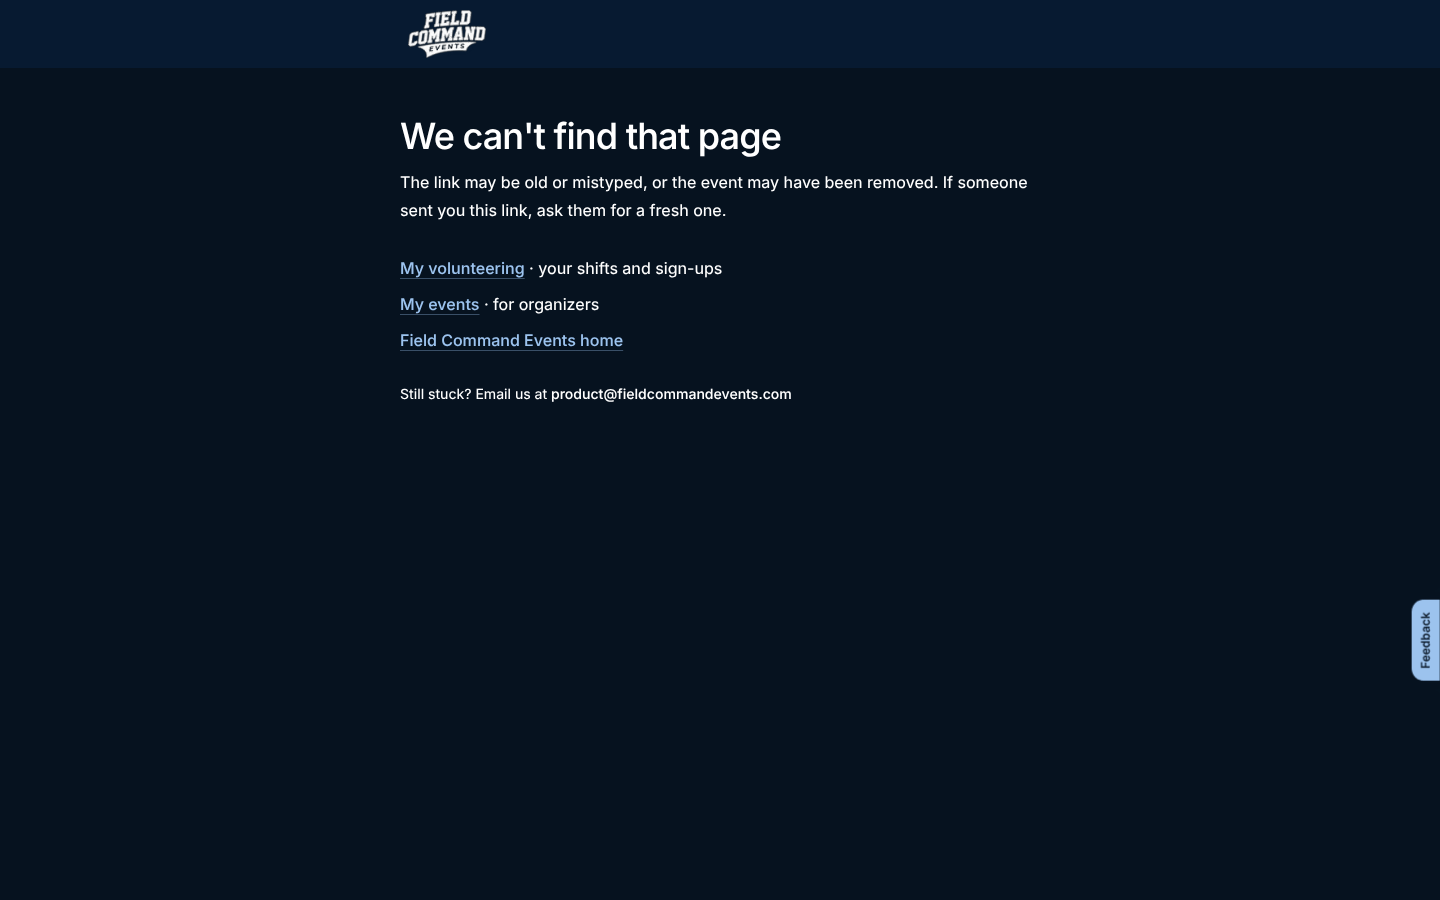 FIELD
COMMAND
EVENTS
We can't find that page
The link may be old or mistyped, or the event may have been removed. If someone
sent you this link, ask them for a fresh one.
My volunteering · your shifts and sign-ups
My events · for organizers
Field Command Events home
Still stuck? Email us at product@fieldcommandevents.com
Feedback